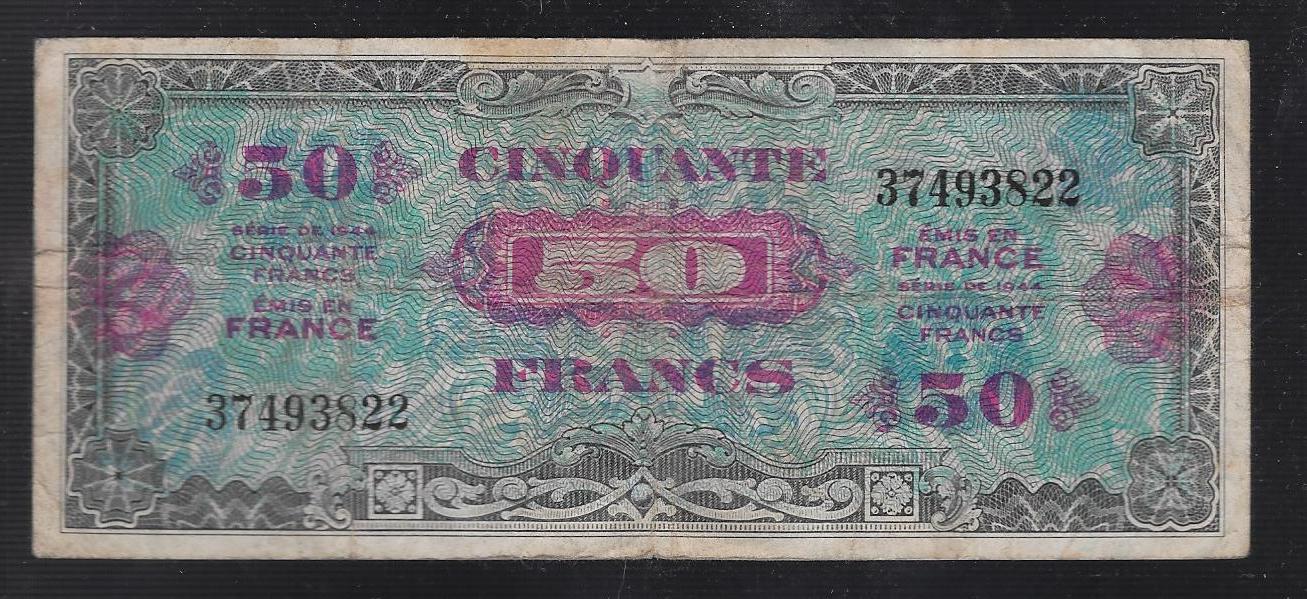 50
CINQUANTE
37493822
SÉRIE DE 1944
CINQUANTE
FRANCS
ÉMIS EN
FRANCE
50
ÉMIS EN
FRANCE
SÉRIE DE 1944
CINQUANTE
FRANCS
FRANCS
37493822
50